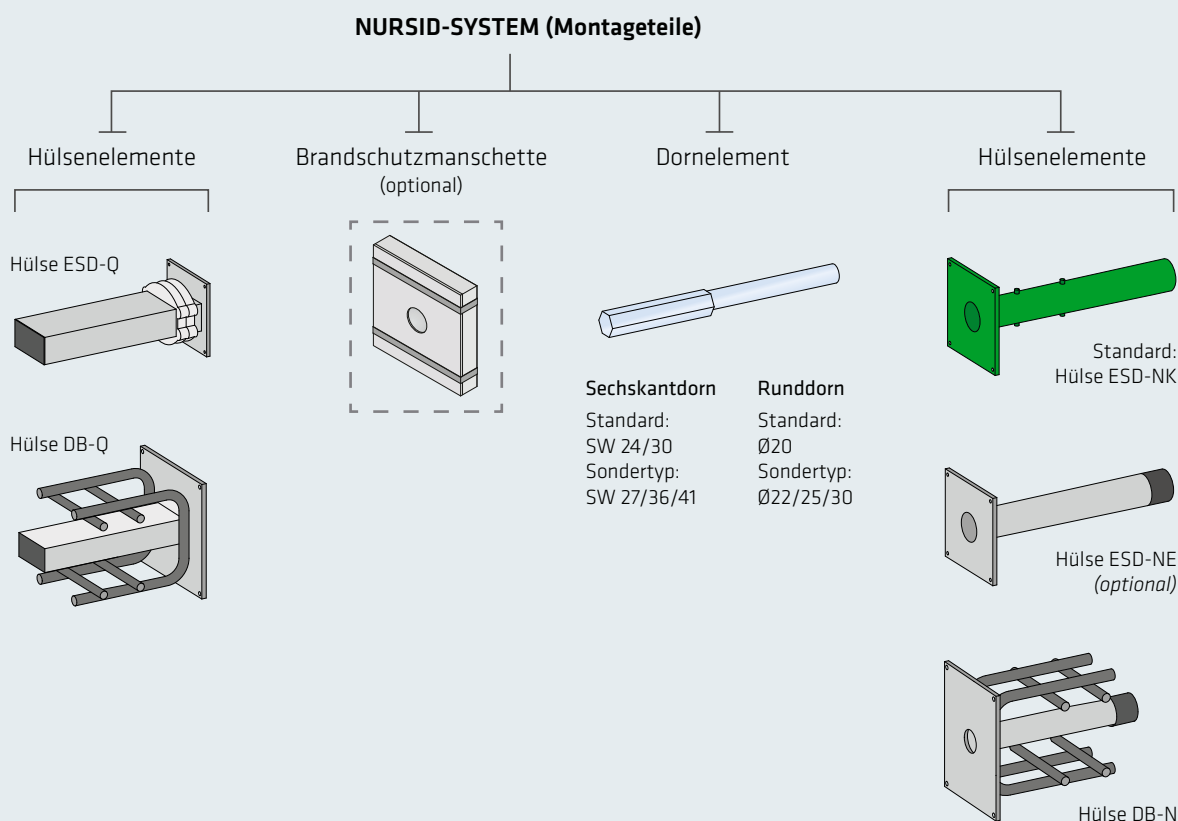 NURSID-SYSTEM (Montageteile)
Hülsenelemente
Brandschutzmanschette
(optional)
Dornelement
Hülsenelemente
Hülse ESD-Q
Hülse DB-Q
Sechskantdorn
Standard:
SW 24/30
Sondertyp:
SW 27/36/41
Runddorn
Standard:
Ø20
Sondertyp:
Ø22/25/30
Standard:
Hülse ESD-NK
Hülse ESD-NE
(optional)
Hülse DB-N